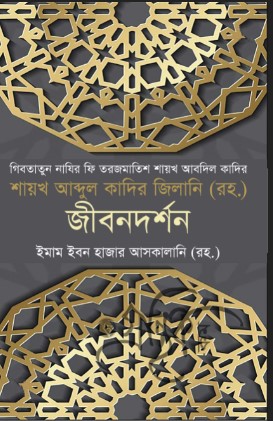 গিবতাতুন নাযির ফি তরজমাতিশ শায়খ আবদিল কাদির
শায়খ আব্দুল কাদির জিলানি (রহ.)
জীবনদর্শন
ইমাম ইবন হাজার আসকালানি (রহ.)